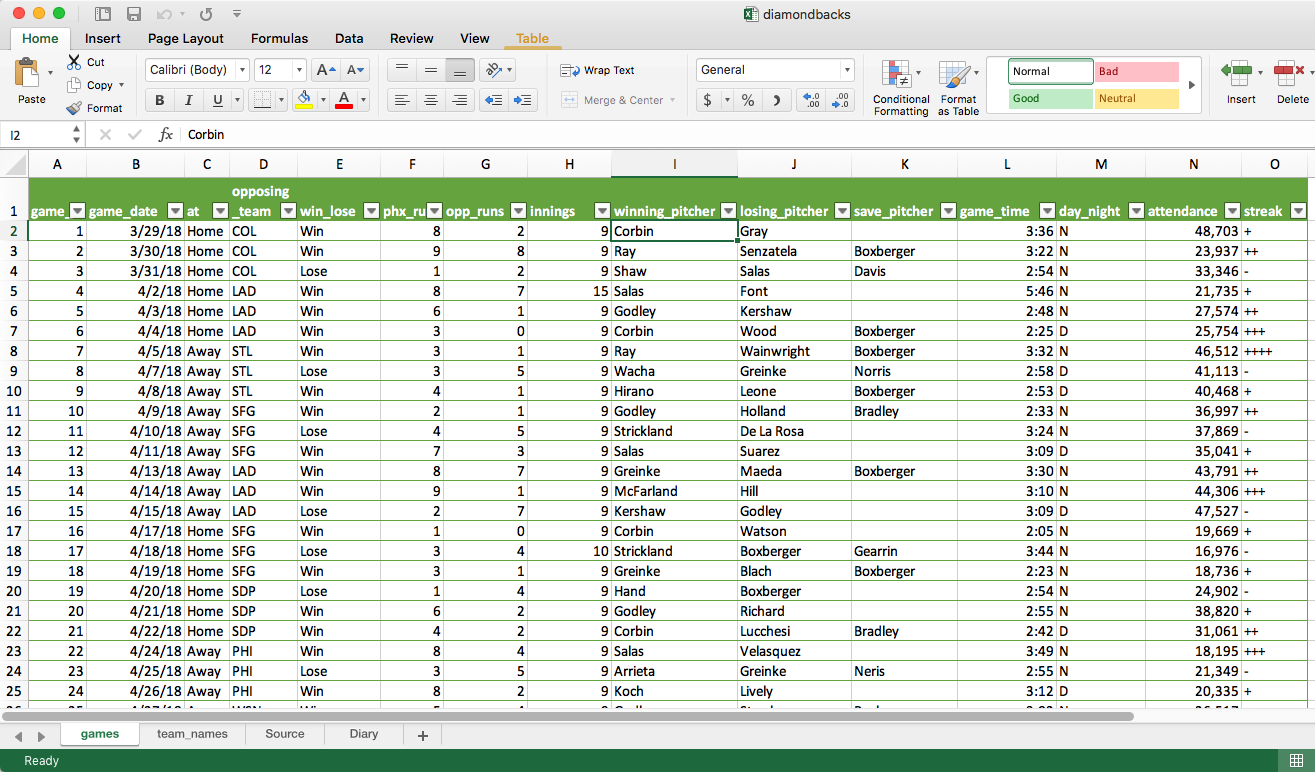 diamondbacks
Home Insert Page Layout Formulas Data Review View Table
Paste Cut Copy Format Calibri (Body) 12 A A B I U A Wrap Text Merge & Center General $ % ) .0 .00 .00 .0 Conditional Formatting Format as Table Normal Bad Good Neutral Insert Delete
I2 fx Corbin
A B C D E F G H I J K L M N O
1 game_ game_date at opposing _team win_lose phx_ru opp_runs innings winning_pitcher losing_pitcher save_pitcher game_time day_night attendance streak
2 1 3/29/18 Home COL Win 8 2 9 Corbin Gray 3:36 N 48,703 +
3 2 3/30/18 Home COL Win 9 8 9 Ray Senzatela Boxberger 3:22 N 23,937 ++
4 3 3/31/18 Home COL Lose 1 2 9 Shaw Salas Davis 2:54 N 33,346 -
5 4 4/2/18 Home LAD Win 8 7 15 Salas Font 5:46 N 21,735 +
6 5 4/3/18 Home LAD Win 6 1 9 Godley Kershaw 2:48 N 27,574 ++
7 6 4/4/18 Home LAD Win 3 0 9 Corbin Wood Boxberger 2:25 D 25,754 +++
8 7 4/5/18 Away STL Win 3 1 9 Ray Wainwright Boxberger 3:32 N 46,512 ++++
9 8 4/7/18 Away STL Lose 3 5 9 Wacha Greinke Norris 2:58 D 41,113 -
10 9 4/8/18 Away STL Win 4 1 9 Hirano Leone Boxberger 2:53 D 40,468 +
11 10 4/9/18 Away SFG Win 2 1 9 Godley Holland Bradley 2:33 N 36,997 ++
12 11 4/10/18 Away SFG Lose 4 5 9 Strickland De La Rosa 3:24 N 37,869 -
13 12 4/11/18 Away SFG Win 7 3 9 Salas Suarez 3:09 D 35,041 +
14 13 4/13/18 Away LAD Win 8 7 9 Greinke Maeda Boxberger 3:30 N 43,791 ++
15 14 4/14/18 Away LAD Win 9 1 9 McFarland Hill 3:10 N 44,306 +++
16 15 4/15/18 Away LAD Lose 2 7 9 Kershaw Godley 3:09 D 47,527 -
17 16 4/17/18 Home SFG Win 1 0 9 Corbin Watson 2:05 N 19,669 +
18 17 4/18/18 Home SFG Lose 3 4 10 Strickland Boxberger Gearrin 3:44 N 16,976 -
19 18 4/19/18 Home SFG Win 3 1 9 Greinke Blach Boxberger 2:23 N 18,736 +
20 19 4/20/18 Home SDP Lose 1 4 9 Hand Boxberger 2:54 N 24,902 -
21 20 4/21/18 Home SDP Win 6 2 9 Godley Richard 2:55 N 38,820 +
22 21 4/22/18 Home SDP Win 4 2 9 Corbin Lucchesi Bradley 2:42 D 31,061 ++
23 22 4/24/18 Away PHI Win 8 4 9 Salas Velasquez 3:49 N 18,195 +++
24 23 4/25/18 Away PHI Lose 3 5 9 Arrieta Greinke Neris 2:55 N 21,349 -
25 24 4/26/18 Away PHI Win 8 2 9 Koch Lively 3:12 D 20,335 +
games team_names Source Diary +
Ready